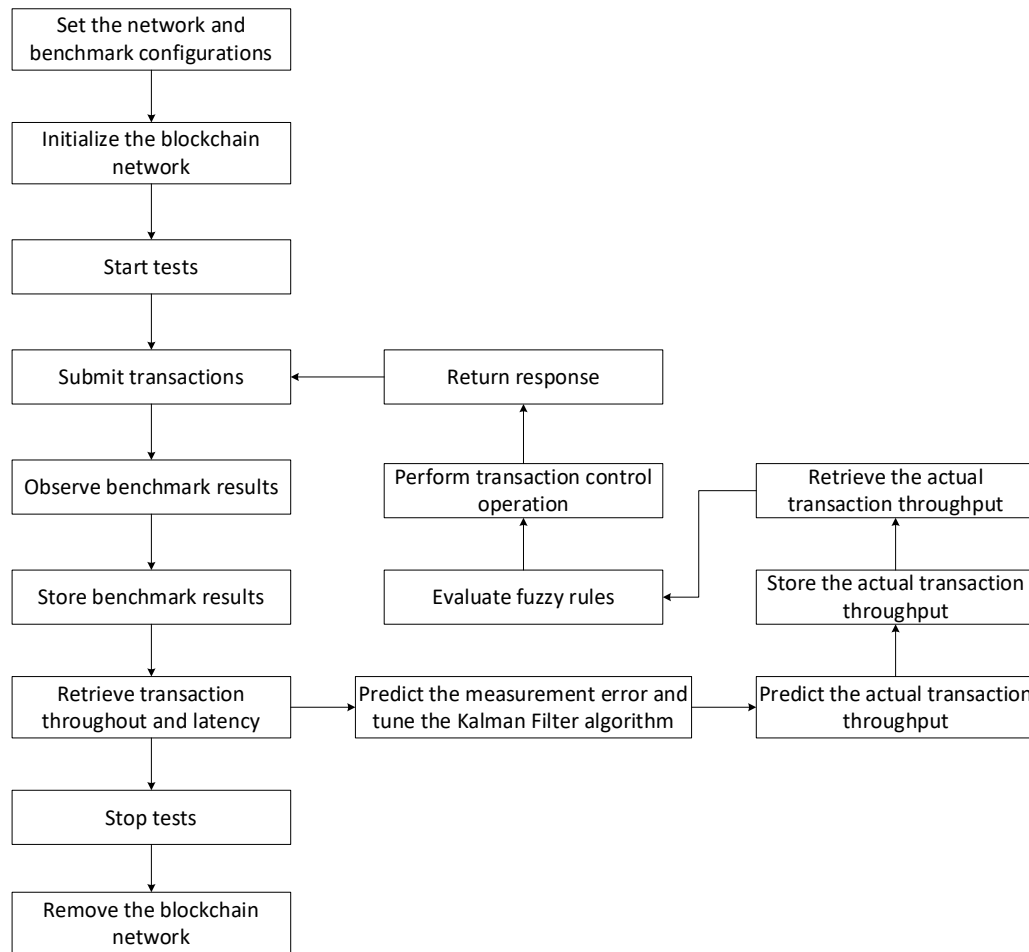 Set the network and
benchmark configurations
Initialize the blockchain
network
Start tests
Submit transactions
Return response
Observe benchmark results
Perform transaction control
operation
Retrieve the actual
transaction throughput
Store benchmark results
Evaluate fuzzy rules
Store the actual transaction
throughput
Retrieve transaction
throughout and latency
Predict the measurement error and
tune the Kalman Filter algorithm
Predict the actual transaction
throughput
Stop tests
Remove the blockchain
network